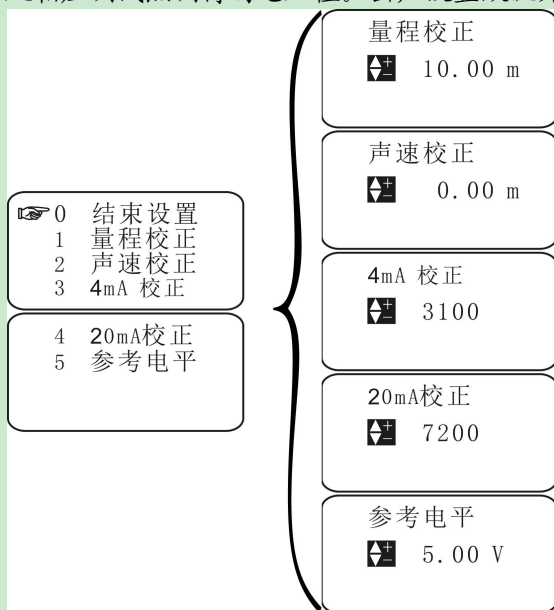 0 结束设置
1 量程校正
2 声速校正
3 4mA 校正
4 20mA校正
5 参考电平
量程校正
+ − 10.00 m
声速校正
+ − 0.00 m
4mA 校正
+ − 3100
20mA校正
+ − 7200
参考电平
+ − 5.00 V